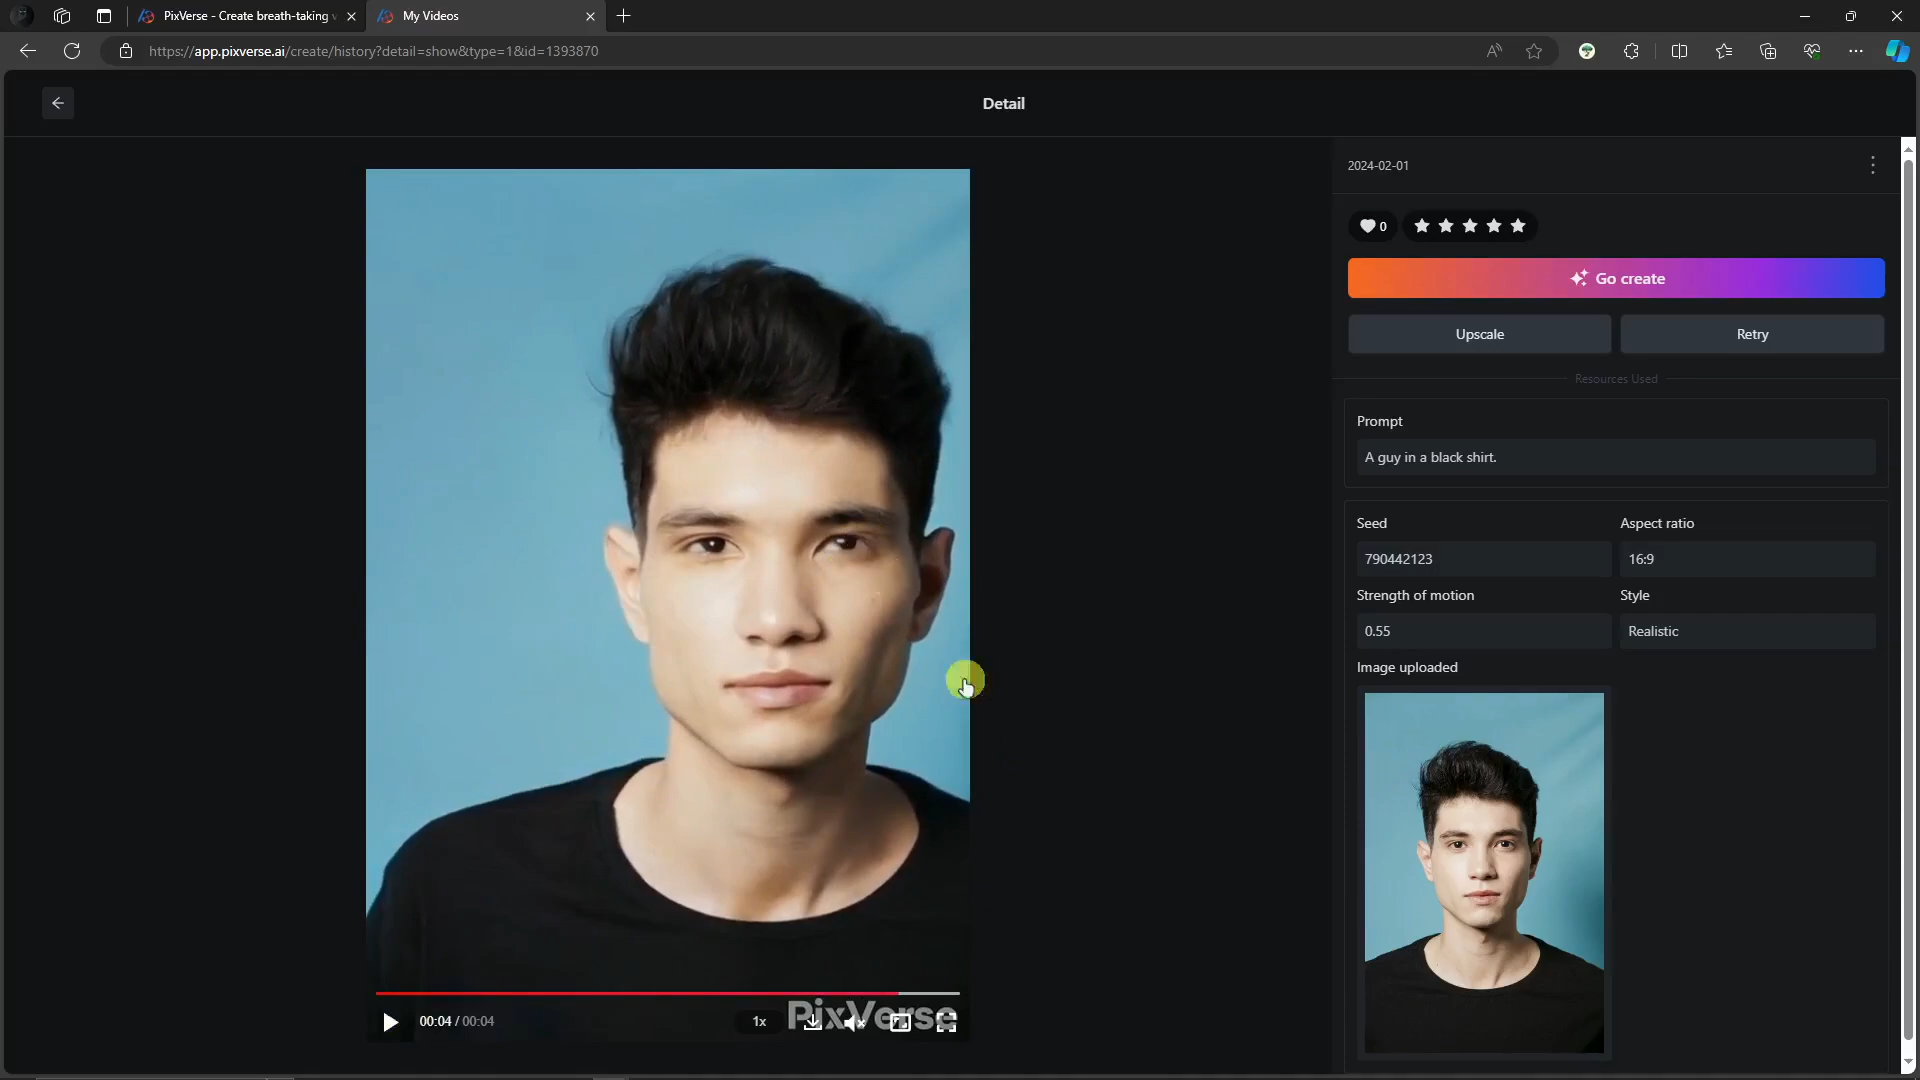 PixVerse - Create breath-taking v
My Videos
https://app.pixverse.ai/create/history?detail=show&type=1&id=1393870
Detail
2024-02-01
0
Go create
Upscale
Retry
Resources Used
Prompt
A guy in a black shirt.
Seed
Aspect ratio
790442123
16:9
Strength of motion
Style
0.55
Realistic
Image uploaded
00:04 / 00:04
1x
PixVerse